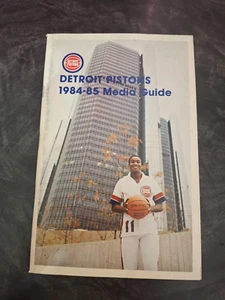 DETROIT PISTONS
1984-85 Media Guide
11